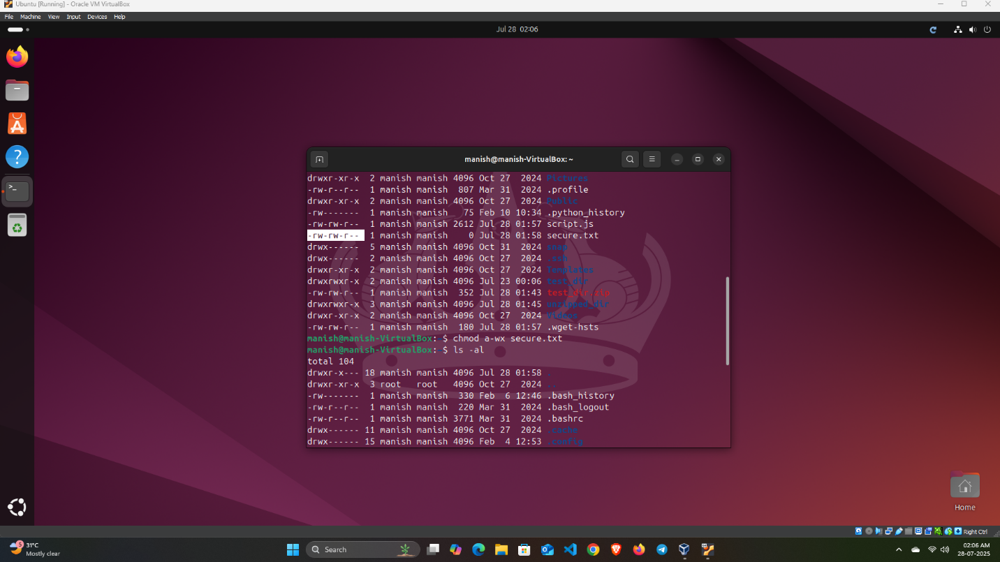 Ubuntu [Running] - Oracle VM VirtualBox
File Machine View Input Devices Help
Jul 28 02:06
manish@manish-VirtualBox: ~
drwxr-xr-x 2 manish manish 4096 Oct 27 2024 Pictures
-rw-r--r-- 1 manish manish 807 Mar 31 2024 .profile
drwxr-xr-x 2 manish manish 4096 Oct 27 2024 Public
-rw------- 1 manish manish 75 Feb 10 10:34 .python_history
-rw-rw-r-- 1 manish manish 2612 Jul 28 01:57 script.js
-rw-rw-r-- 1 manish manish 0 Jul 28 01:58 secure.txt
drwx------ 5 manish manish 4096 Oct 31 2024 snap
drwx------ 2 manish manish 4096 Oct 27 2024 .ssh
drwxr-xr-x 2 manish manish 4096 Oct 27 2024 Templates
drwxrwxr-x 2 manish manish 4096 Jul 23 00:06 test_dir
-rw-rw-r-- 1 manish manish 352 Jul 28 01:43 test_dir.zip
drwxrwxr-x 3 manish manish 4096 Jul 28 01:45 unzipped_dir
drwxr-xr-x 2 manish manish 4096 Oct 27 2024 Videos
-rw-rw-r-- 1 manish manish 180 Jul 28 01:57 .wget-hsts
manish@manish-VirtualBox: $ chmod a-wx secure.txt
manish@manish-VirtualBox: $ ls -al
total 104
drwxr-x--- 18 manish manish 4096 Jul 28 01:58 .
drwxr-xr-x 3 root root 4096 Oct 27 2024 ..
-rw------- 1 manish manish 330 Feb 6 12:46 .bash_history
-rw-r--r-- 1 manish manish 220 Mar 31 2024 .bash_logout
-rw-r--r-- 1 manish manish 3771 Mar 31 2024 .bashrc
drwx------ 11 manish manish 4096 Oct 27 2024 .cache
drwx------ 15 manish manish 4096 Feb 4 12:53 .config
Home
Right Ctrl
5
31°C
Mostly clear
Search
02:06 AM
28-07-2025